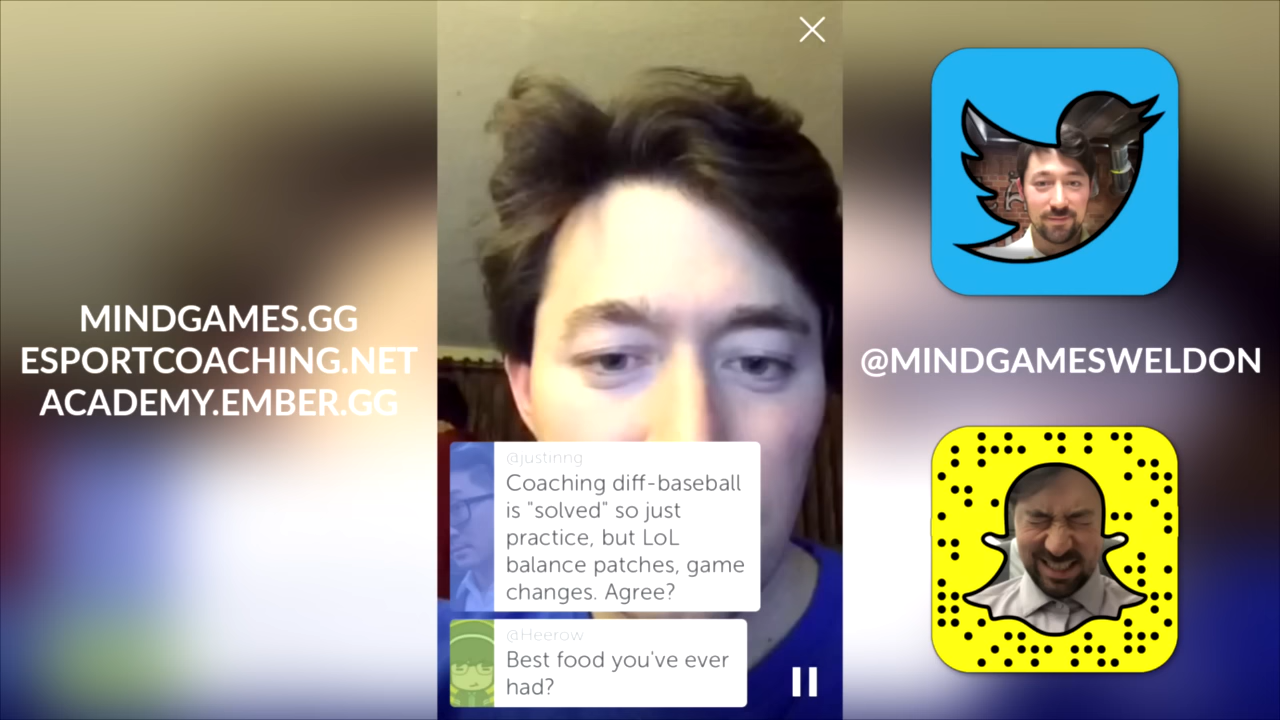 MINDGAMES.GG
ESPORTCOACHING.NET
ACADEMY.EMBER.GG
@justinng
Coaching diff-baseball
is "solved" so just
practice, but LoL
balance patches, game
changes. Agree?
@Heerow
Best food you've ever
had?
@MINDGAMESWELDON